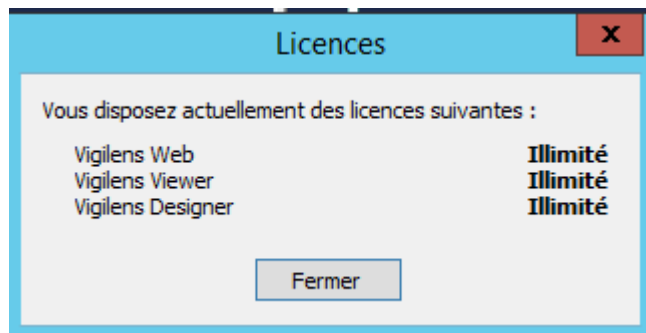 Licences
x
Vous disposez actuellement des licences suivantes :
Vigilens Web Illimité
Vigilens Viewer Illimité
Vigilens Designer Illimité
Fermer